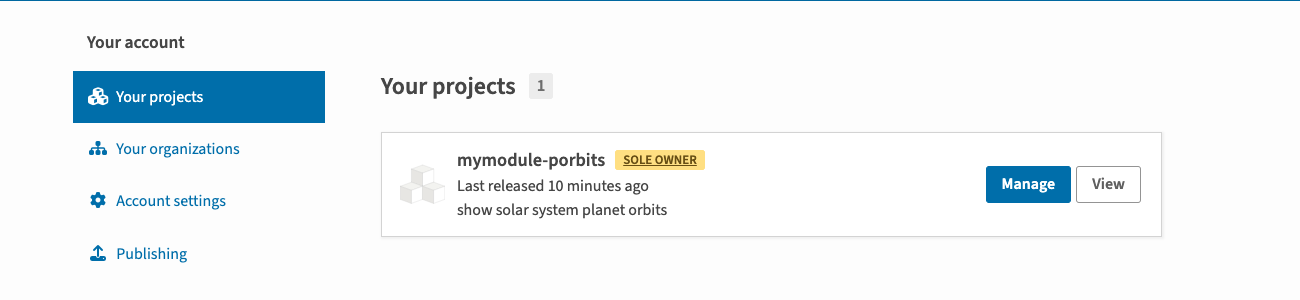 Your account
Your projects
Your organizations
Account settings
Publishing
Your projects 1
mymodule-porbits SOLE OWNER
Last released 10 minutes ago
show solar system planet orbits
Manage View